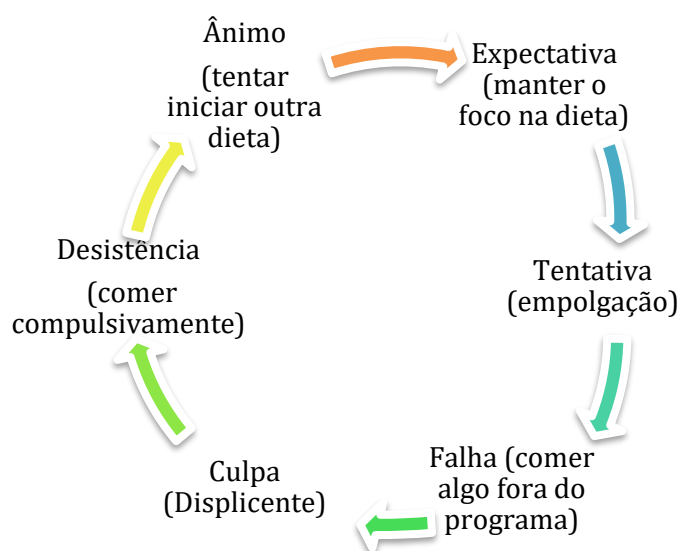 Ânimo
(tentar
iniciar outra
dieta)
Expectativa
(manter o
foco na dieta)
Tentativa
(empolgação)
Falha (comer
algo fora do
programa)
Culpa
(Displicente)
Desistência
(comer
compulsivamente)